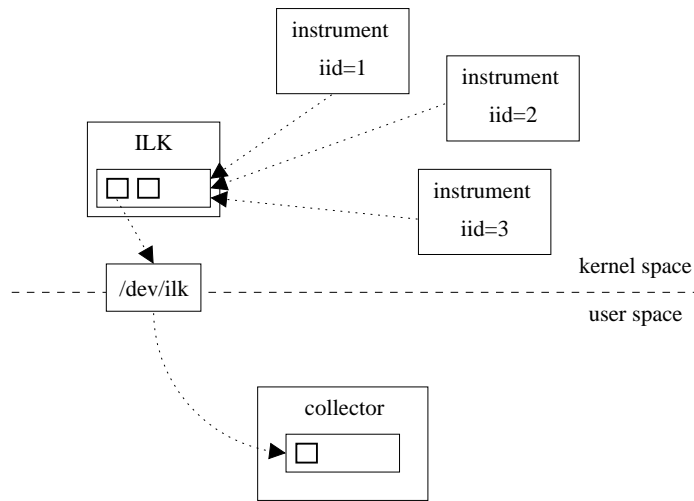 instrument
iid=1
instrument
iid=2
ILK
instrument
iid=3
kernel space
/dev/ilk
user space
collector